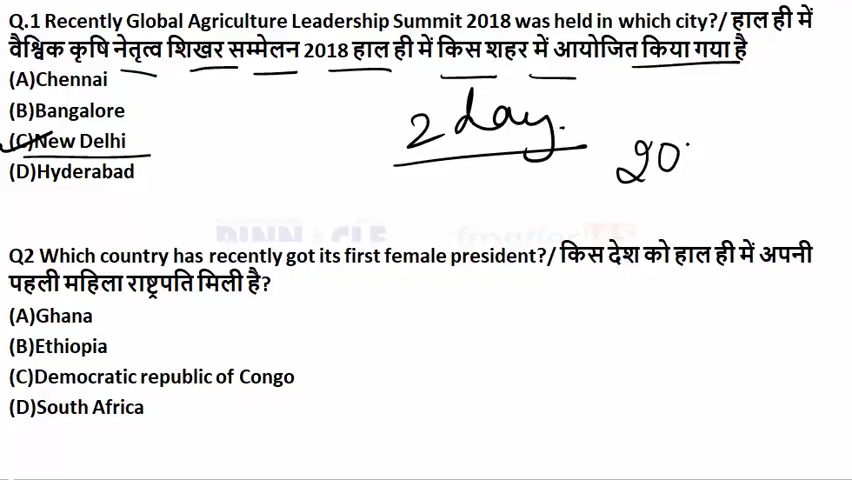 Q.1 Recently Global Agriculture Leadership Summit 2018 was held in which city?/ हाल ही में
वैश्विक कृषि नेतृत्व शिखर सम्मेलन 2018 हाल ही में किस शहर में आयोजित किया गया है
(A)Chennai
(B)Bangalore
(C)New Delhi
(D)Hyderabad
2 day.
20
Q2 Which country has recently got its first female president?/ किस देश को हाल ही में अपनी
पहली महिला राष्ट्रपति मिली है?
(A)Ghana
(B)Ethiopia
(C)Democratic republic of Congo
(D)South Africa